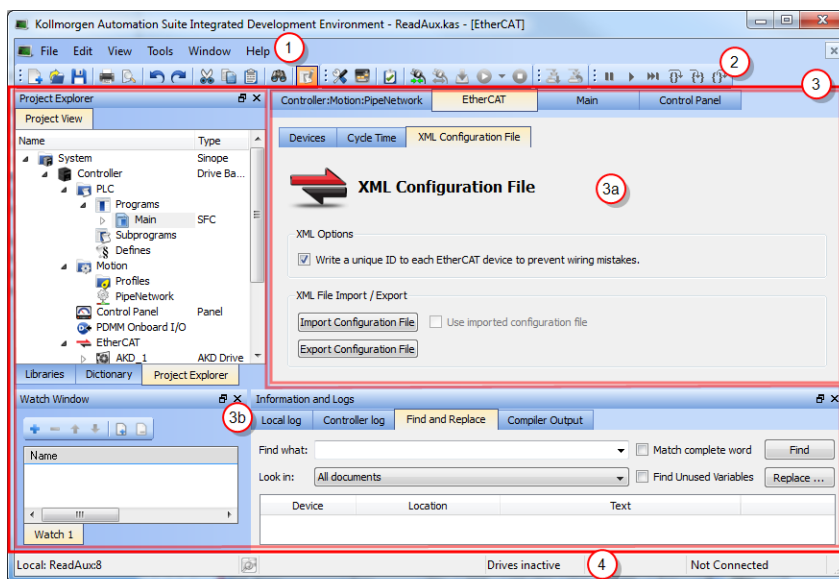 Kollmorgen Automation Suite Integrated Development Environment - ReadAux.kas - [EtherCAT]
File Edit View Tools Window Help
1
2
3
Project Explorer
Project View
Name Type
System Sinope
Controller Drive Ba...
PLC
Programs
Main SFC
Subprograms
Defines
Motion
Profiles
PipeNetwork
Control Panel Panel
PDMM Onboard I/O
EtherCAT
AKD_1 AKD Drive
Libraries Dictionary Project Explorer
Controller:Motion:PipeNetwork EtherCAT Main Control Panel
Devices Cycle Time XML Configuration File
XML Configuration File
3a
XML Options
Write a unique ID to each EtherCAT device to prevent wiring mistakes.
XML File Import / Export
Import Configuration File Use imported configuration file
Export Configuration File
Watch Window
3b
Name
Watch 1
Information and Logs
Local log Controller log Find and Replace Compiler Output
Find what: Match complete word Find
Look in: All documents Find Unused Variables Replace ...
Device Location Text
Local: ReadAux:8 Drives inactive 4 Not Connected